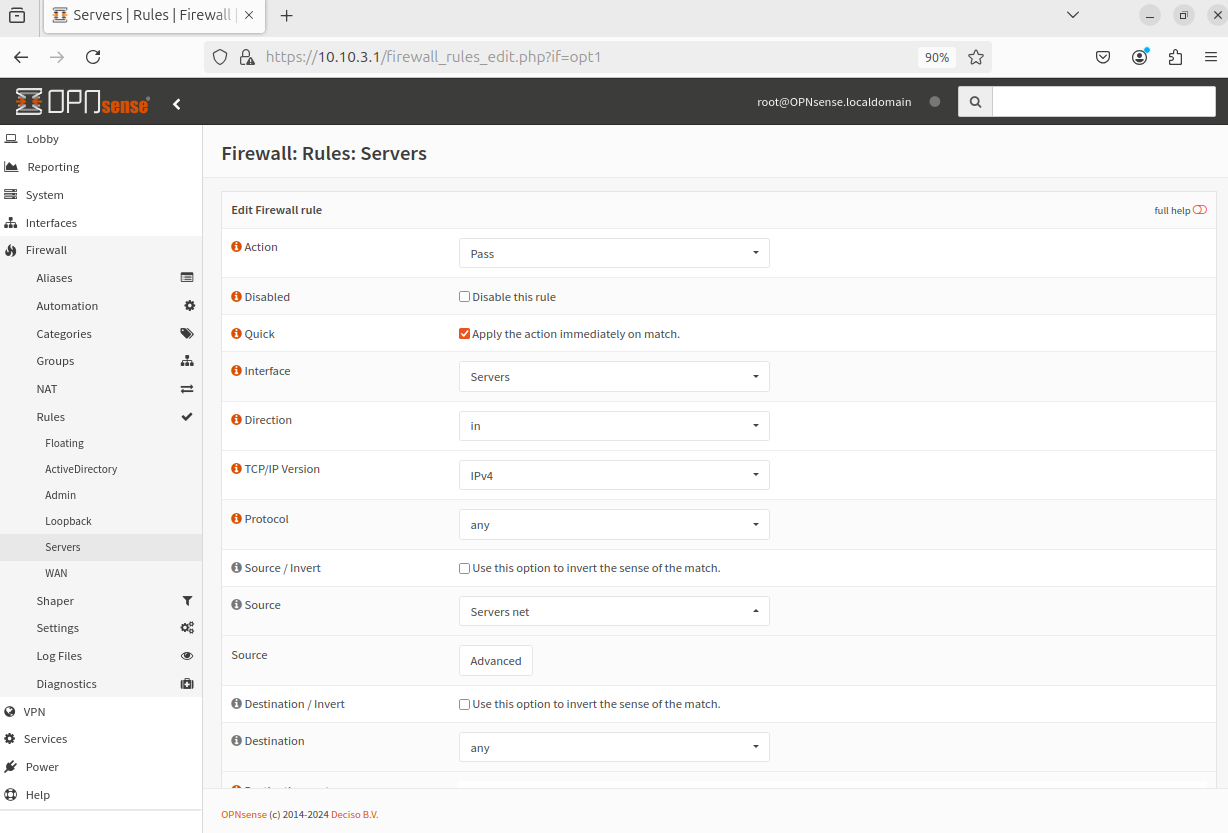 Servers | Rules | Firewall |
https://10.10.3.1/firewall_rules_edit.php?if=opt1
90%
OPNsense
root@OPNsense.localdomain
Lobby
Reporting
System
Interfaces
Firewall
Aliases
Automation
Categories
Groups
NAT
Rules
Floating
ActiveDirectory
Admin
Loopback
Servers
WAN
Shaper
Settings
Log Files
Diagnostics
VPN
Services
Power
Help
Firewall: Rules: Servers
Edit Firewall rule
full help
Action
Pass
Disabled
Disable this rule
Quick
Apply the action immediately on match.
Interface
Servers
Direction
in
TCP/IP Version
IPv4
Protocol
any
Source / Invert
Use this option to invert the sense of the match.
Source
Servers net
Source
Advanced
Destination / Invert
Use this option to invert the sense of the match.
Destination
any
OPNsense (c) 2014-2024 Deciso B.V.